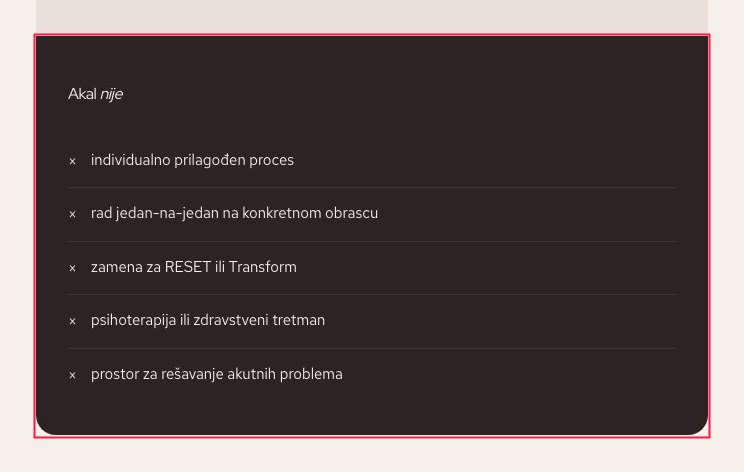 Akal nije
× individualno prilagođen proces
× rad jedan-na-jedan na konkretnom obrascu
× zamena za RESET ili Transform
× psihoterapija ili zdravstveni tretman
× prostor za rešavanje akutnih problema